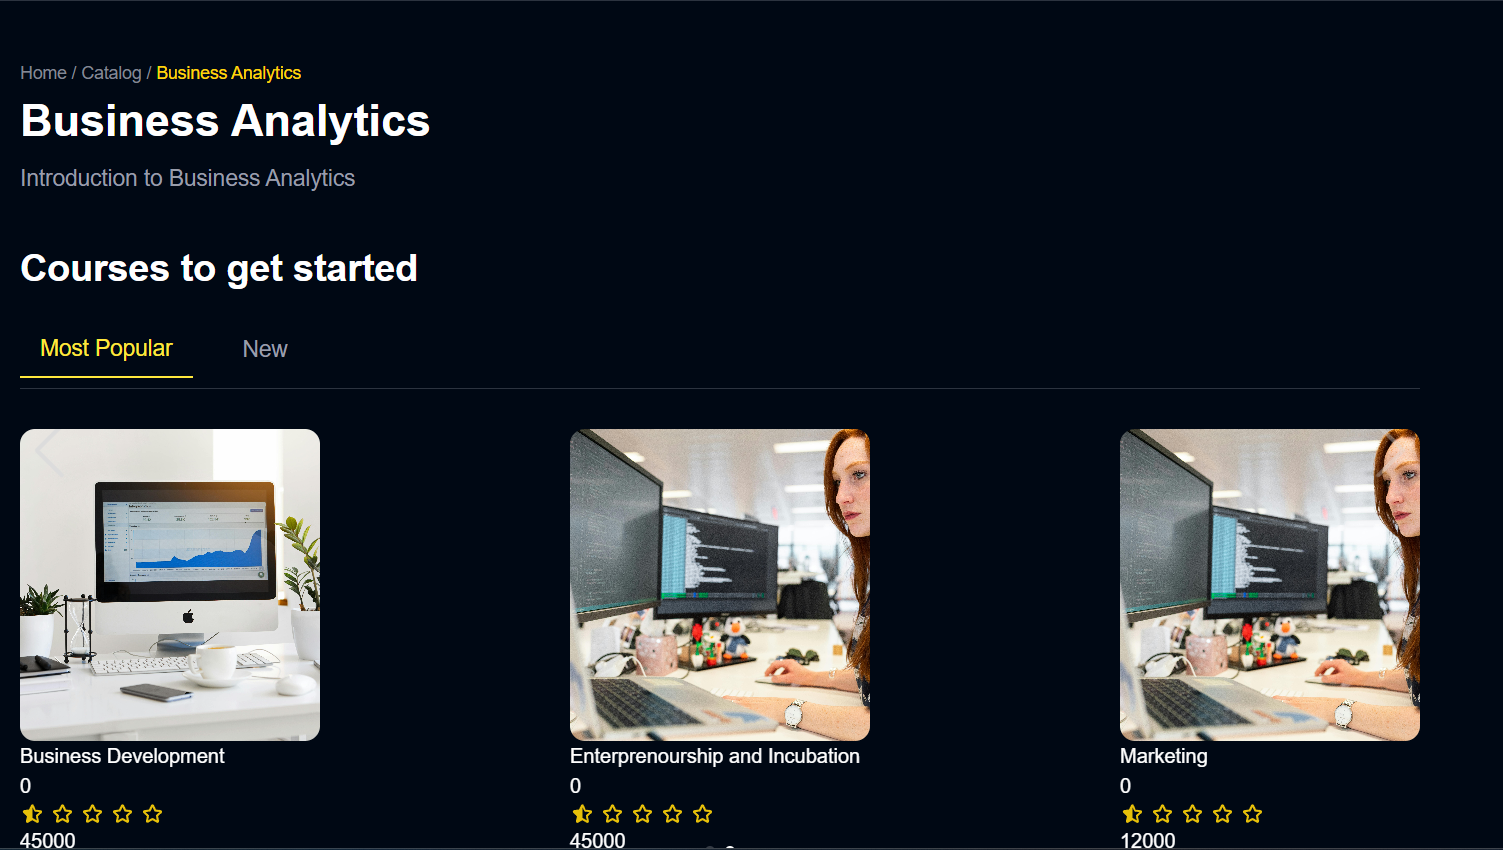 Home / Catalog / Business Analytics
Business Analytics
Introduction to Business Analytics
Courses to get started
Most Popular
New
Business Development
0
45000
Enterprenourship and Incubation
0
45000
Marketing
0
12000